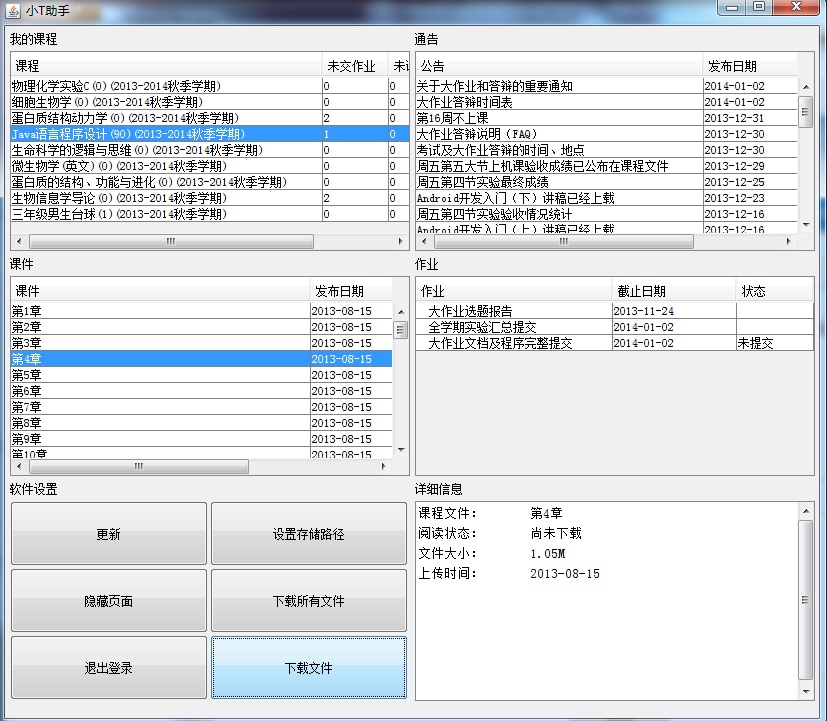 小T助手
我的课程
课程 未交作业 未
物理化学实验C(0)(2013-2014秋季学期) 0 0
细胞生物学(0)(2013-2014秋季学期) 0 0
蛋白质结构动力学(0)(2013-2014秋季学期) 2 0
Java语言程序设计(90)(2013-2014秋季学期) 1 0
生命科学的逻辑与思维(0)(2013-2014秋季学期) 0 0
微生物学(英文)(0)(2013-2014秋季学期) 0 0
蛋白质的结构、功能与进化(0)(2013-2014秋季学期) 0 0
生物信息学导论(0)(2013-2014秋季学期) 2 0
三年级男生台球(1)(2013-2014秋季学期) 0 0
通告
公告 发布日期
关于大作业和答辩的重要通知 2014-01-02
大作业答辩时间表 2014-01-02
第16周不上课 2013-12-31
大作业答辩说明（FAQ） 2013-12-30
考试及大作业答辩的时间、地点 2013-12-30
周五第五大节上机课验收成绩已公布在课程文件 2013-12-29
周五第四节实验最终成绩 2013-12-25
Android开发入门（下）讲稿已经上载 2013-12-23
周五第四节实验验收情况统计 2013-12-16
Android开发入门（上）讲稿已经上载 2013-12-16
课件
课件 发布日期
第1章 2013-08-15
第2章 2013-08-15
第3章 2013-08-15
第4章 2013-08-15
第5章 2013-08-15
第6章 2013-08-15
第7章 2013-08-15
第8章 2013-08-15
第9章 2013-08-15
第10章 2013-08-15
作业
作业 截止日期 状态
大作业选题报告 2013-11-24
全学期实验汇总提交 2014-01-02
大作业文档及程序完整提交 2014-01-02 未提交
软件设置
更新 设置存储路径
隐藏页面 下载所有文件
退出登录 下载文件
详细信息
课程文件： 第4章
阅读状态： 尚未下载
文件大小： 1.05M
上传时间： 2013-08-15